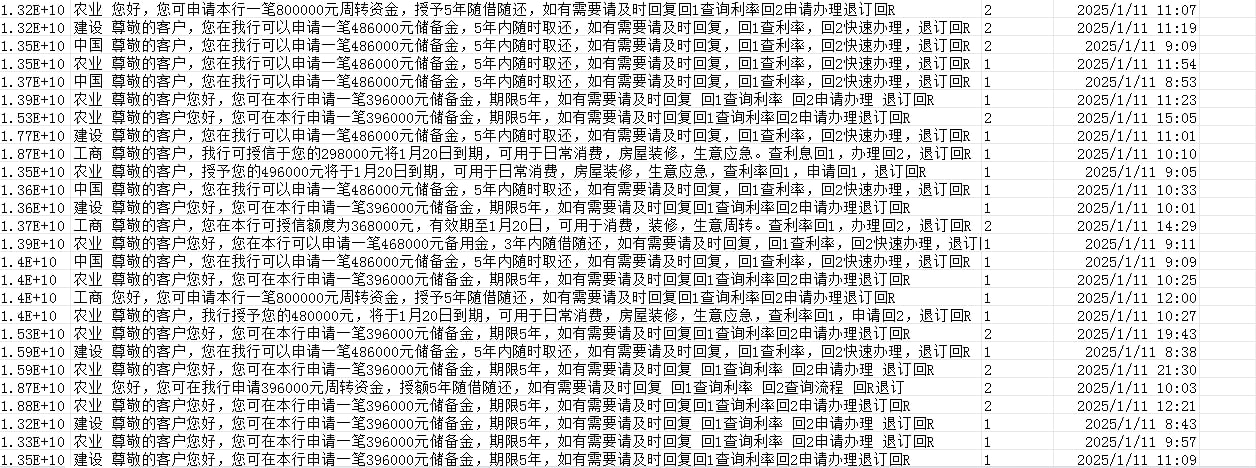 1.32E+10 农业 您好，您可申请本行一笔800000元周转资金，授予5年随借随还，如有需要请及时回复回1查询利率回2申请办理退订回R 2 2025/1/11 11:07
1.32E+10 建设 尊敬的客户，您在我行可以申请一笔486000元储备金，5年内随时取还，如有需要请及时回复，回1查利率，回2快速办理，退订回R 2 2025/1/11 11:19
1.35E+10 中国 尊敬的客户，您在我行可以申请一笔486000元储备金，5年内随时取还，如有需要请及时回复，回1查利率，回2快速办理，退订回R 2 2025/1/11 9:09
1.35E+10 农业 尊敬的客户，您在我行可以申请一笔486000元储备金，5年内随时取还，如有需要请及时回复，回1查利率，回2快速办理，退订回R 1 2025/1/11 11:54
1.37E+10 中国 尊敬的客户，您在我行可以申请一笔486000元储备金，5年内随时取还，如有需要请及时回复，回1查利率，回2快速办理，退订回R 1 2025/1/11 8:53
1.39E+10 农业 尊敬的客户您好，您可在本行申请一笔396000元储备金，期限5年，如有需要请及时回复 回1查询利率 回2申请办理 退订回R 1 2025/1/11 11:23
1.53E+10 农业 尊敬的客户您好，您可在本行申请一笔396000元储备金，期限5年，如有需要请及时回复回1查询利率回2申请办理退订回R 2 2025/1/11 15:05
1.77E+10 建设 尊敬的客户，您在我行可以申请一笔486000元储备金，5年内随时取还，如有需要请及时回复，回1查利率，回2快速办理，退订回R 1 2025/1/11 11:01
1.87E+10 工商 尊敬的客户，我行可授信于您的298000元将1月20日到期，可用于日常消费，房屋装修，生意应急。查利息回1，办理回2，退订回R 1 2025/1/11 10:10
1.35E+10 农业 尊敬的客户，授予您的496000元将于1月20日到期，可用于日常消费，房屋装修，生意应急，查利率回1，申请回1，退订回R 1 2025/1/11 9:05
1.36E+10 中国 尊敬的客户，您在我行可以申请一笔486000元储备金，5年内随时取还，如有需要请及时回复，回1查利率，回2快速办理，退订回R 1 2025/1/11 10:33
1.36E+10 建设 尊敬的客户您好，您可在本行申请一笔396000元储备金，期限5年，如有需要请及时回复回1查询利率回2申请办理退订回R 1 2025/1/11 10:01
1.37E+10 工商 尊敬的客户，您在本行可授信额度为368000元，有效期至1月20日，可用于消费，装修，生意周转。查利率回1，办理回2，退订回R 2 2025/1/11 14:29
1.39E+10 农业 尊敬的客户您好，您在本行可以申请一笔468000元备用金，3年内随借随还，如有需要请及时回复，回1查利率，回2快速办理，退订 1 2025/1/11 9:11
1.4E+10 中国 尊敬的客户，您在我行可以申请一笔486000元储备金，5年内随时取还，如有需要请及时回复，回1查利率，回2快速办理，退订回R 1 2025/1/11 9:09
1.4E+10 农业 尊敬的客户您好，您可在本行申请一笔396000元储备金，期限5年，如有需要请及时回复回1查询利率回2申请办理退订回R 1 2025/1/11 10:25
1.4E+10 工商 您好，您可申请本行一笔800000元周转资金，授予5年随借随还，如有需要请及时回复回1查询利率回2申请办理退订回R 1 2025/1/11 12:00
1.4E+10 农业 尊敬的客户，我行授予您的480000元，将于1月20日到期，可用于日常消费，房屋装修，生意应急，查利率回1，申请回2，退订回R 1 2025/1/11 10:27
1.53E+10 农业 尊敬的客户您好，您可在本行申请一笔396000元储备金，期限5年，如有需要请及时回复回1查询利率回2申请办理退订回R 2 2025/1/11 19:43
1.59E+10 建设 尊敬的客户，您在我行可以申请一笔486000元储备金，5年内随时取还，如有需要请及时回复，回1查利率，回2快速办理，退订回R 1 2025/1/11 8:38
1.59E+10 农业 尊敬的客户您好，您可在本行申请一笔396000元储备金，期限5年，如有需要请及时回复 回1查询利率 回2申请办理 退订回R 2 2025/1/11 21:30
1.87E+10 农业 您好，您可在我行申请396000元周转资金，授额5年随借随还，如有需要请及时回复 回1查询利率 回2查询流程 回R退订 2 2025/1/11 10:03
1.88E+10 农业 尊敬的客户您好，您可在本行申请一笔396000元储备金，期限5年，如有需要请及时回复回1查询利率回2申请办理退订回R 2 2025/1/11 12:21
1.32E+10 建设 尊敬的客户您好，您可在本行申请一笔396000元储备金，期限5年，如有需要请及时回复 回1查询利率 回2申请办理 退订回R 1 2025/1/11 8:43
1.33E+10 农业 尊敬的客户您好，您可在本行申请一笔396000元储备金，期限5年，如有需要请及时回复 回1查询利率 回2申请办理 退订回R 1 2025/1/11 9:57
1.35E+10 建设 尊敬的客户您好，您可在本行申请一笔396000元储备金，期限5年，如有需要请及时回复回1查询利率回2申请办理退订回R 1 2025/1/11 11:09